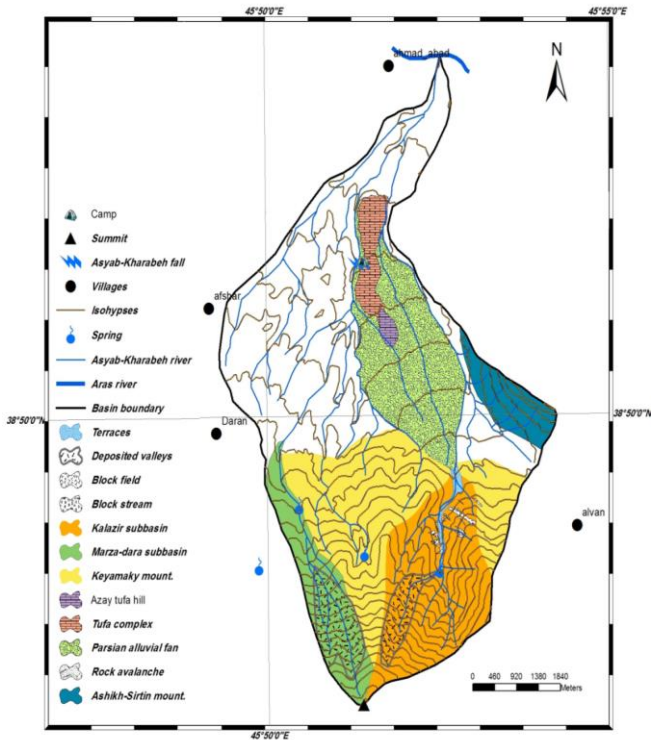 45°50'0"E
45°55'0"E
ahmad_abad
N
Camp
Summit
Asyab-Kharabeh fall
Villages
Isohypses
Spring
Asyab-Kharabeh river
Aras river
Basin boundary
Terraces
Deposited valleys
Block field
Block stream
Kalazir subbasin
Marza-dara subbasin
Keyamaky mount.
Azay tufa hill
Tufa complex
Parsian alluvial fan
Rock avalanche
Ashikh-Sirtin mount.
afshar
38°50'0"N
38°50'0"N
Daran
alvan
0 460 920 1380 1840
Meters
45°50'0"E